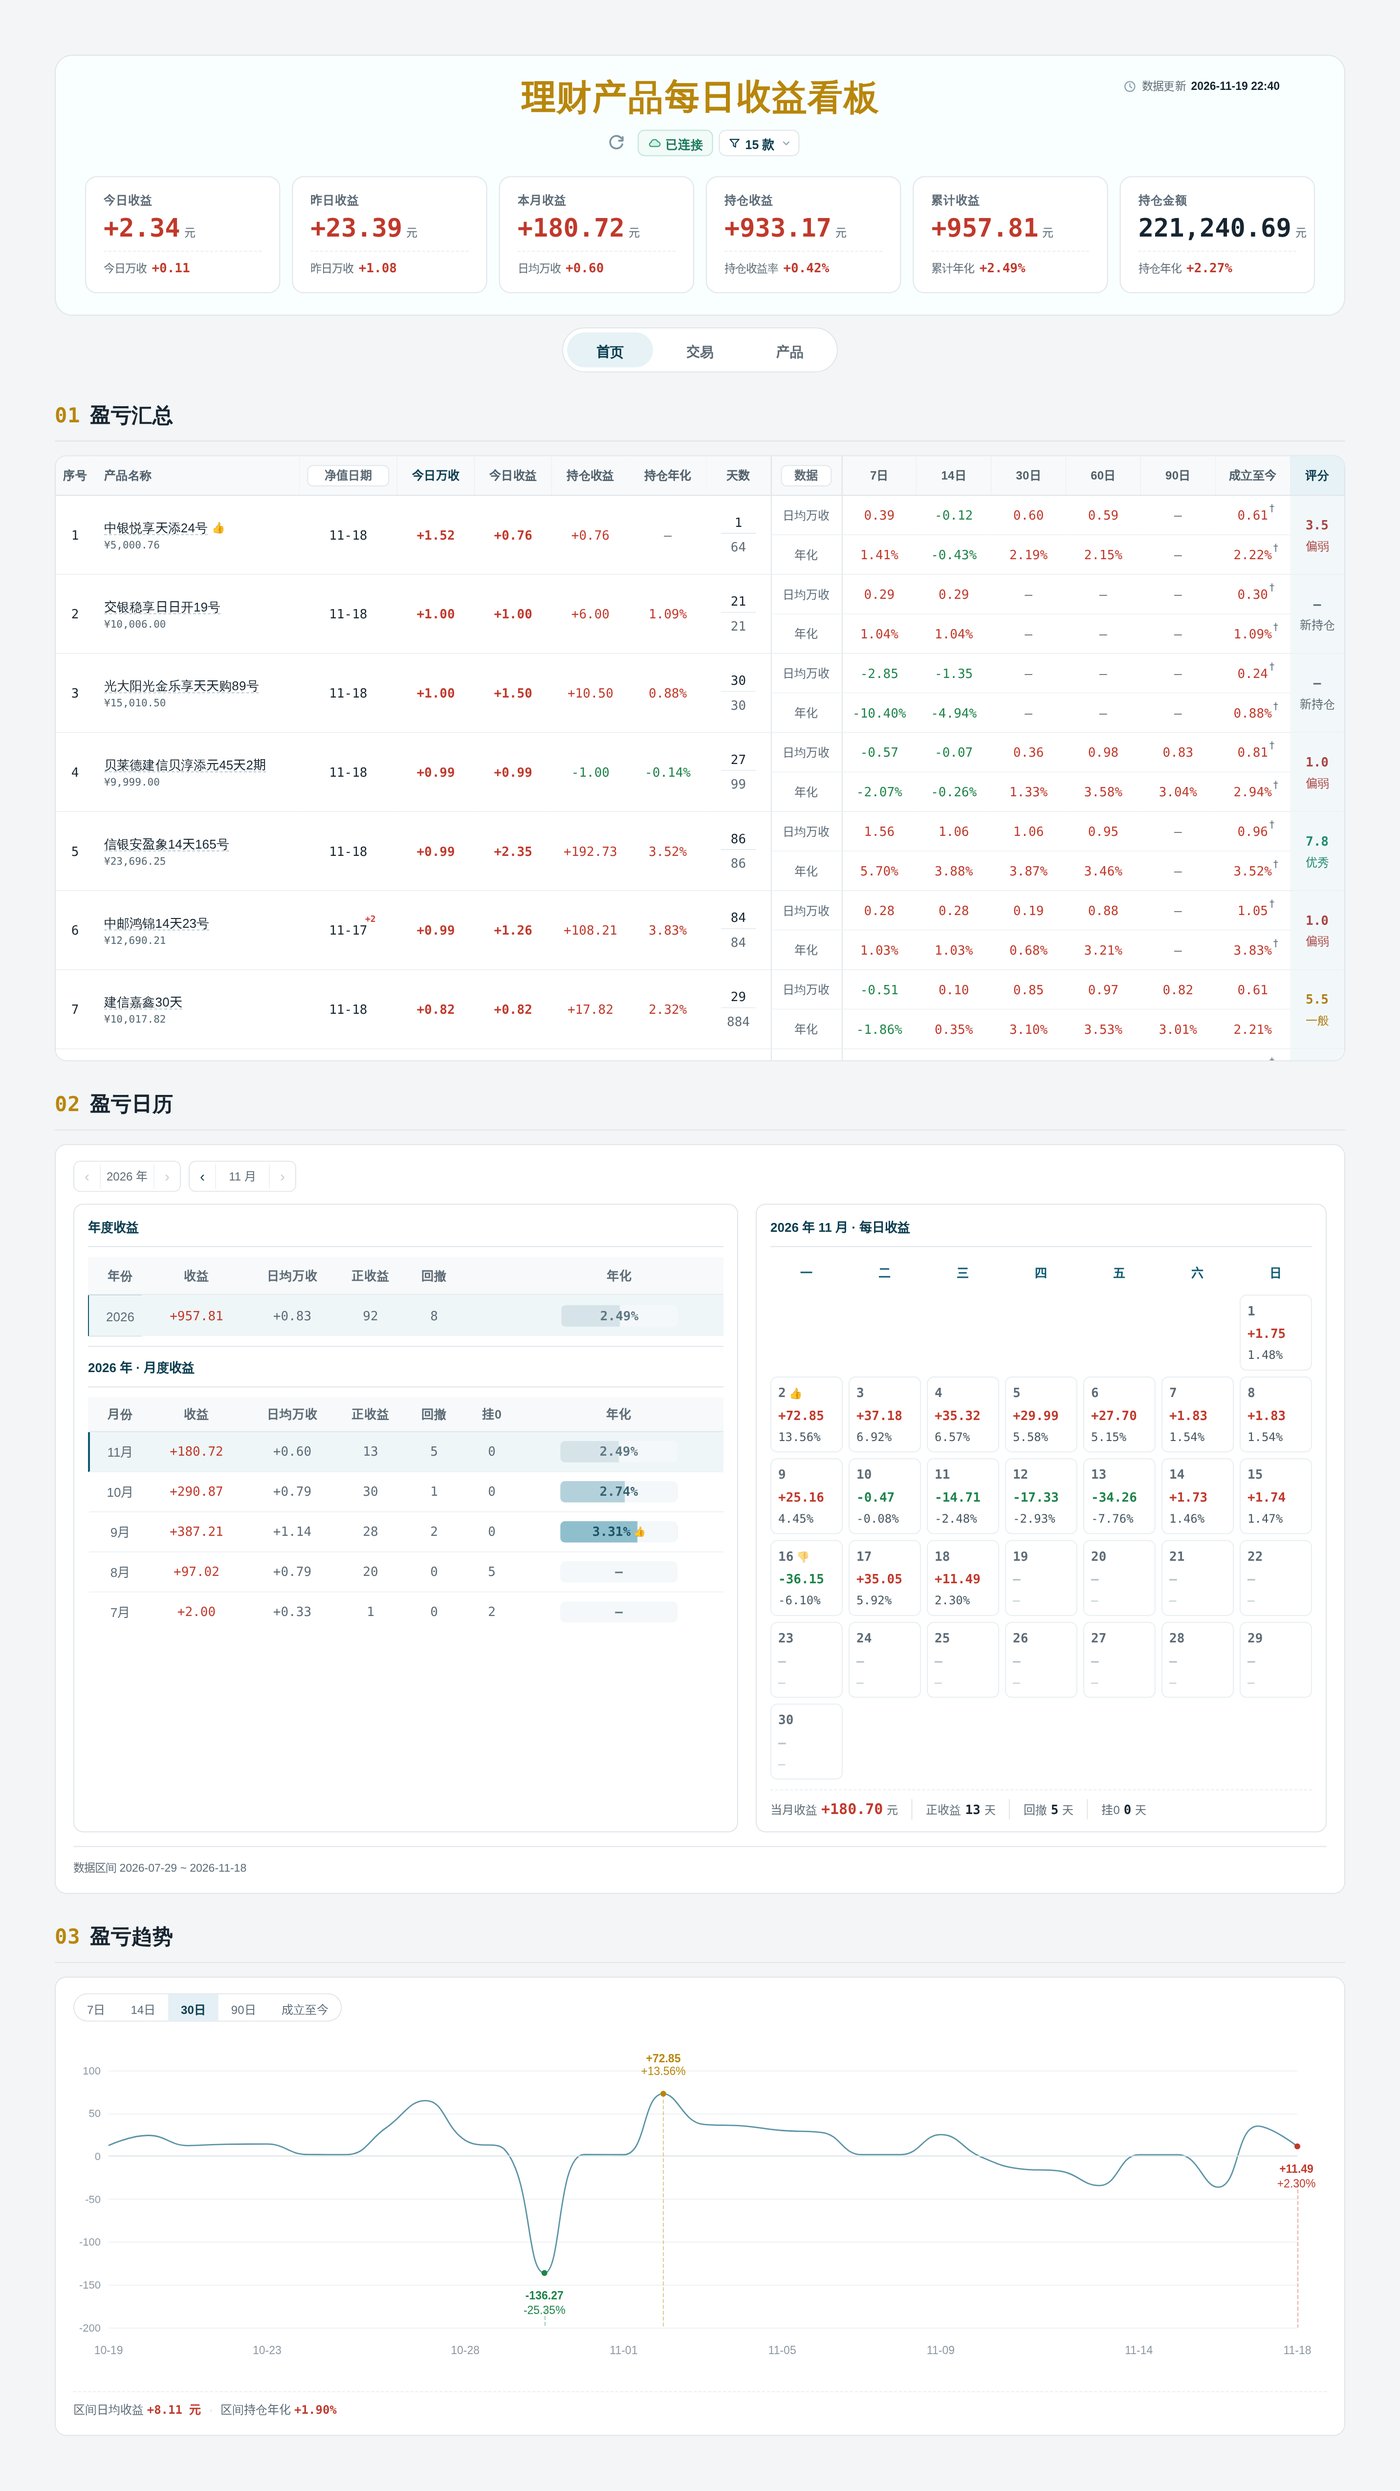 理财产品每日收益看板
数据更新 2026-11-19 22:40
已连接 15 款
今日收益 昨日收益 本月收益 持仓收益 累计收益 持仓金额
+2.34 元 +23.39 元 +180.72 元 +933.17 元 +957.81 元 221,240.69 元
今日万收 +0.11 昨日万收 +1.08 日均万收 +0.60 持仓收益率 +0.42% 累计年化 +2.49% 持仓年化 +2.27%
首页 交易 产品
01 盈亏汇总
序号 产品名称 净值日期 今日万收 今日收益 持仓收益 持仓年化 天数 数据 7日 14日 30日 60日 90日 成立至今 评分
1 中银悦享天添24号 👍 ¥5,000.76 11-18 +1.52 +0.76 +0.76 — 1 64
日均万收 0.39 -0.12 0.60 0.59 — 0.61†
年化 1.41% -0.43% 2.19% 2.15% — 2.22%†
3.5 偏弱
2 交银稳享日日开19号 ¥10,006.00 11-18 +1.00 +1.00 +6.00 1.09% 21 21
日均万收 0.29 0.29 — — — 0.30†
年化 1.04% 1.04% — — — 1.09%†
— 新持仓
3 光大阳光金乐享天天购89号 ¥15,010.50 11-18 +1.00 +1.50 +10.50 0.88% 30 30
日均万收 -2.85 -1.35 — — — 0.24†
年化 -10.40% -4.94% — — — 0.88%†
— 新持仓
4 贝莱德建信贝淳添元45天2期 ¥9,999.00 11-18 +0.99 +0.99 -1.00 -0.14% 27 99
日均万收 -0.57 -0.07 0.36 0.98 0.83 0.81†
年化 -2.07% -0.26% 1.33% 3.58% 3.04% 2.94%†
1.0 偏弱
5 信银安盈象14天165号 ¥23,696.25 11-18 +0.99 +2.35 +192.73 3.52% 86 86
日均万收 1.56 1.06 1.06 0.95 — 0.96†
年化 5.70% 3.88% 3.87% 3.46% — 3.52%†
7.8 优秀
6 中邮鸿锦14天23号 ¥12,690.21 11-17 +2 +0.99 +1.26 +108.21 3.83% 84 84
日均万收 0.28 0.28 0.19 0.88 — 1.05†
年化 1.03% 1.03% 0.68% 3.21% — 3.83%†
1.0 偏弱
7 建信嘉鑫30天 ¥10,017.82 11-18 +0.82 +0.82 +17.82 2.32% 29 884
日均万收 -0.51 0.10 0.85 0.97 0.82 0.61
年化 -1.86% 0.35% 3.10% 3.53% 3.01% 2.21%
5.5 一般
02 盈亏日历
‹ 2026 年 › ‹ 11 月 ›
年度收益
年份 收益 日均万收 正收益 回撤 年化
2026 +957.81 +0.83 92 8 2.49%
2026 年 · 月度收益
月份 收益 日均万收 正收益 回撤 挂0 年化
11月 +180.72 +0.60 13 5 0 2.49%
10月 +290.87 +0.79 30 1 0 2.74%
9月 +387.21 +1.14 28 2 0 3.31% 👍
8月 +97.02 +0.79 20 0 5 —
7月 +2.00 +0.33 1 0 2 —
2026 年 11 月 · 每日收益
一 二 三 四 五 六 日
1
+1.75
1.48%
2 👍 3 4 5 6 7 8
+72.85 +37.18 +35.32 +29.99 +27.70 +1.83 +1.83
13.56% 6.92% 6.57% 5.58% 5.15% 1.54% 1.54%
9 10 11 12 13 14 15
+25.16 -0.47 -14.71 -17.33 -34.26 +1.73 +1.74
4.45% -0.08% -2.48% -2.93% -7.76% 1.46% 1.47%
16 👎 17 18 19 20 21 22
-36.15 +35.05 +11.49 — — — —
-6.10% 5.92% 2.30% — — — —
23 24 25 26 27 28 29
— — — — — — —
— — — — — — —
30
—
—
当月收益 +180.70 元 正收益 13 天 回撤 5 天 挂0 0 天
数据区间 2026-07-29 ~ 2026-11-18
03 盈亏趋势
7日 14日 30日 90日 成立至今
+72.85
+13.56%
100
50
0
-50
-100
-150
-200
+11.49
+2.30%
-136.27
-25.35%
10-19 10-23 10-28 11-01 11-05 11-09 11-14 11-18
区间日均收益 +8.11 元 · 区间持仓年化 +1.90%